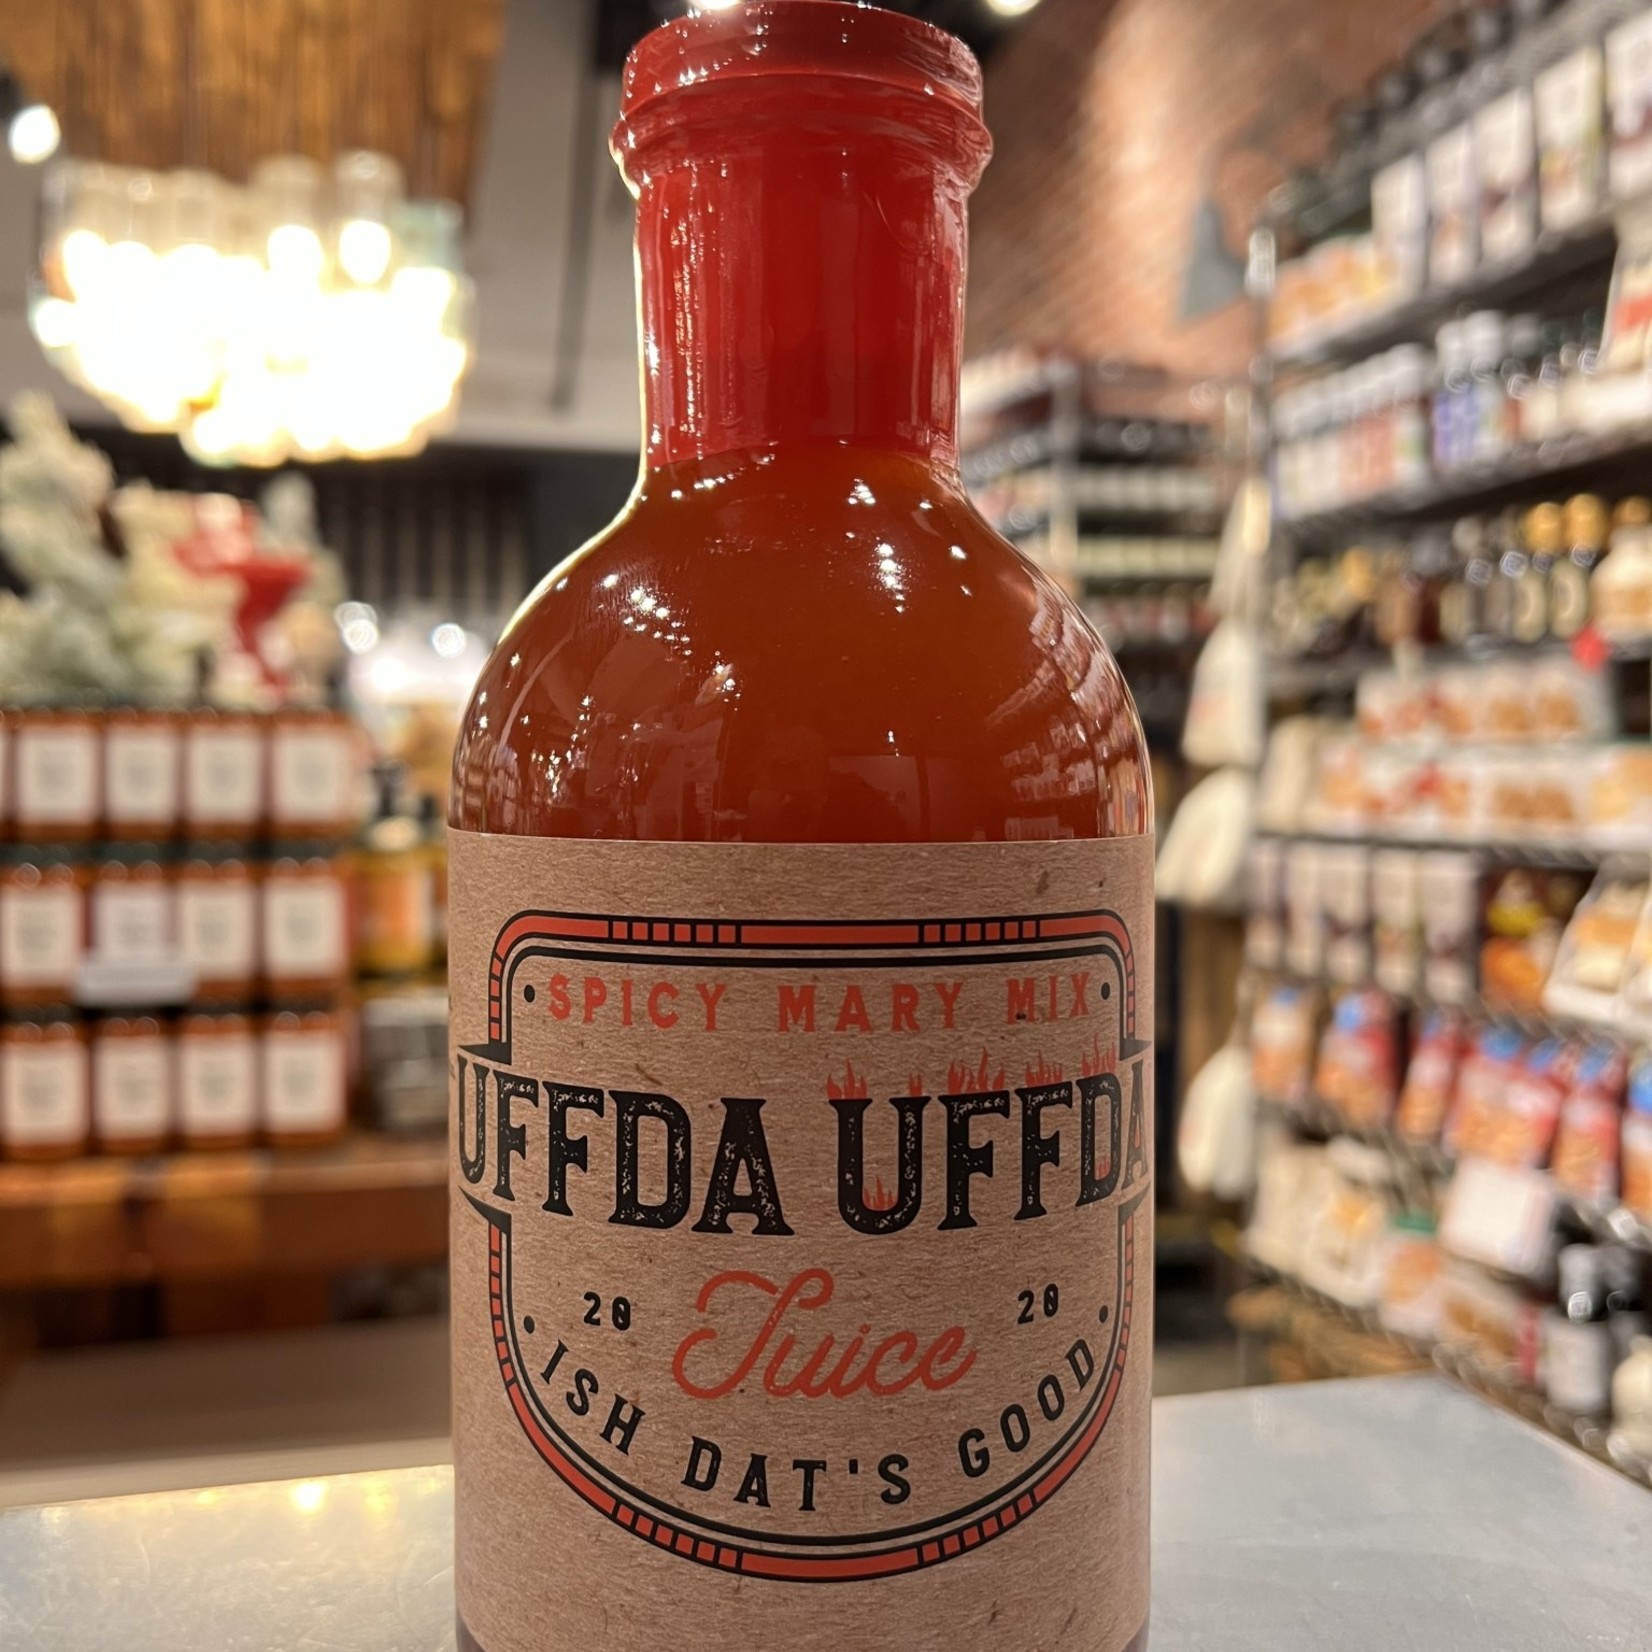 SPICY MARY MIX
UFFDA UFFDA
20 Juice 20
ISH DAT'S GOOD